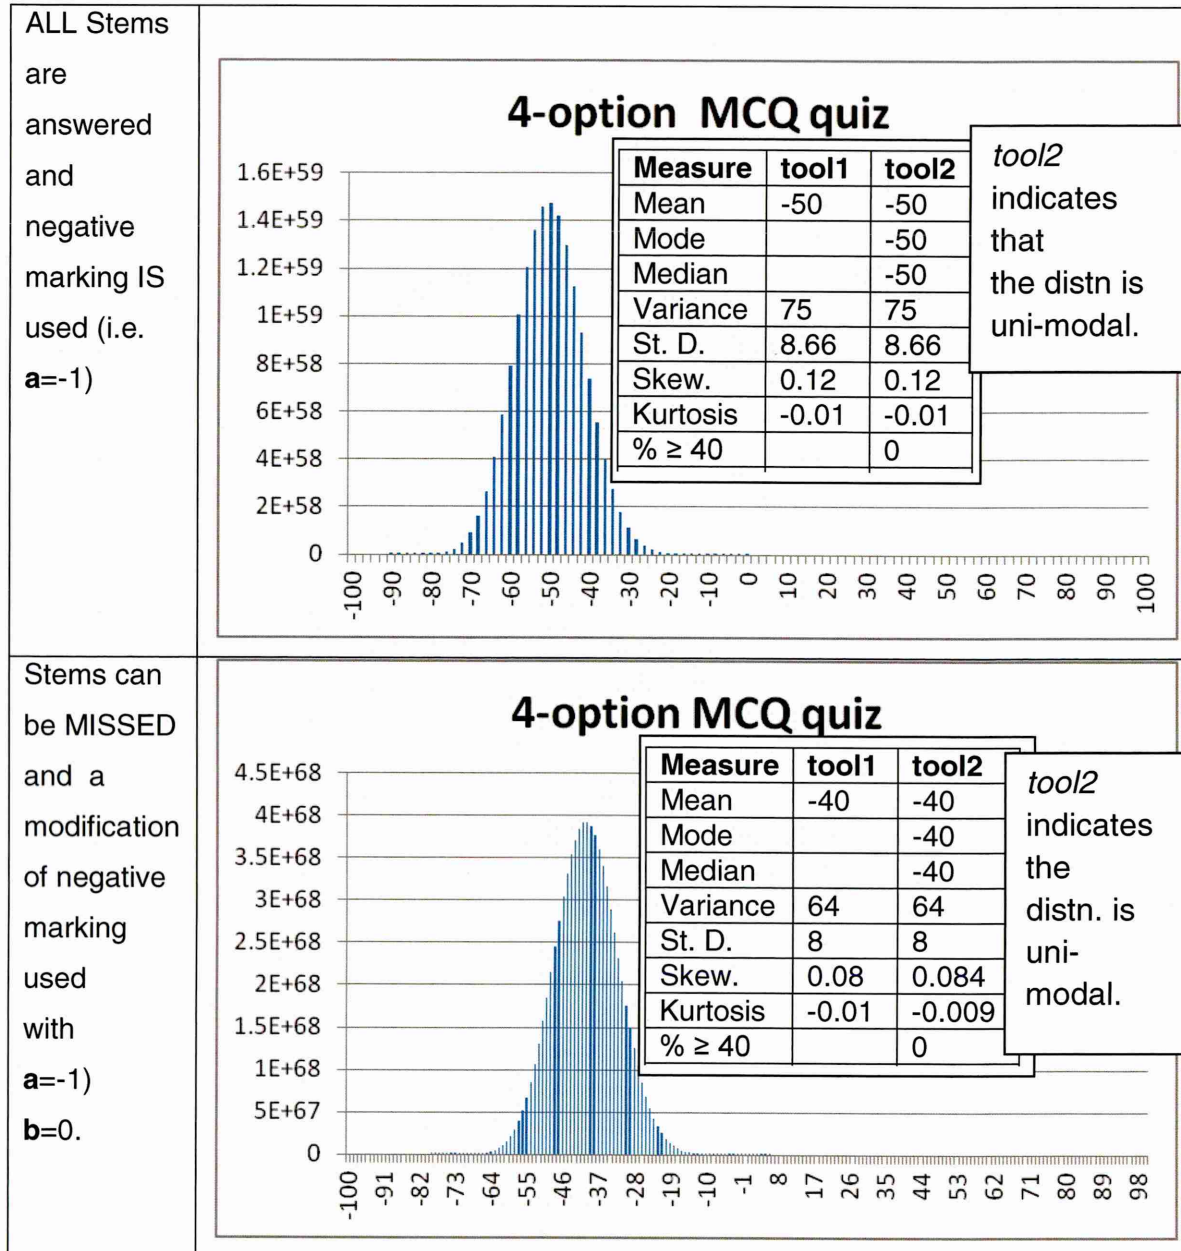 ALL Stems
are
answered
and
negative
marking IS
used (i.e.
a=-1)
4-option MCQ quiz
1.6E+59
1.4E+59
1.2E+59
1E+59
8E+58
6E+58
4E+58
2E+58
0
-100
-90
-80
-70
-60
-50
-40
-30
-20
-10
0
10
20
30
40
50
60
70
80
90
100
Measure tool1 tool2
Mean -50 -50
Mode -50
Median -50
Variance 75 75
St. D. 8.66 8.66
Skew. 0.12 0.12
Kurtosis -0.01 -0.01
% ≥ 40 0
tool2
indicates
that
the distn is
uni-modal.
Stems can
be MISSED
and a
modification
of negative
marking
used
with
a=-1)
b=0.
4-option MCQ quiz
4.5E+68
4E+68
3.5E+68
3E+68
2.5E+68
2E+68
1.5E+68
1E+68
5E+67
0
-100
-91
-82
-73
-64
-55
-46
-37
-28
-19
-10
-1
8
17
26
35
44
53
62
71
80
89
98
Measure tool1 tool2
Mean -40 -40
Mode -40
Median -40
Variance 64 64
St. D. 8 8
Skew. 0.08 0.084
Kurtosis -0.01 -0.009
% ≥ 40 0
tool2
indicates
the
distn. is
uni-
modal.